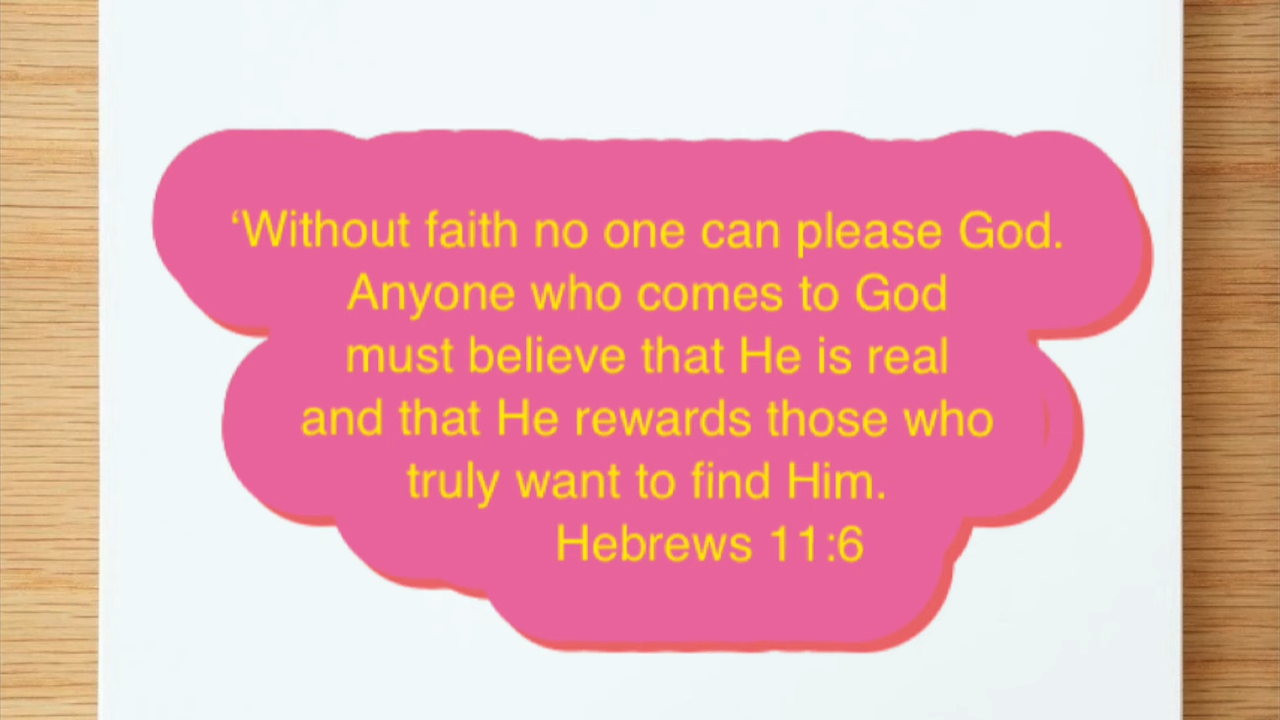 ‘Without faith no one can please God.
Anyone who comes to God
must believe that He is real
and that He rewards those who
truly want to find Him.
Hebrews 11:6